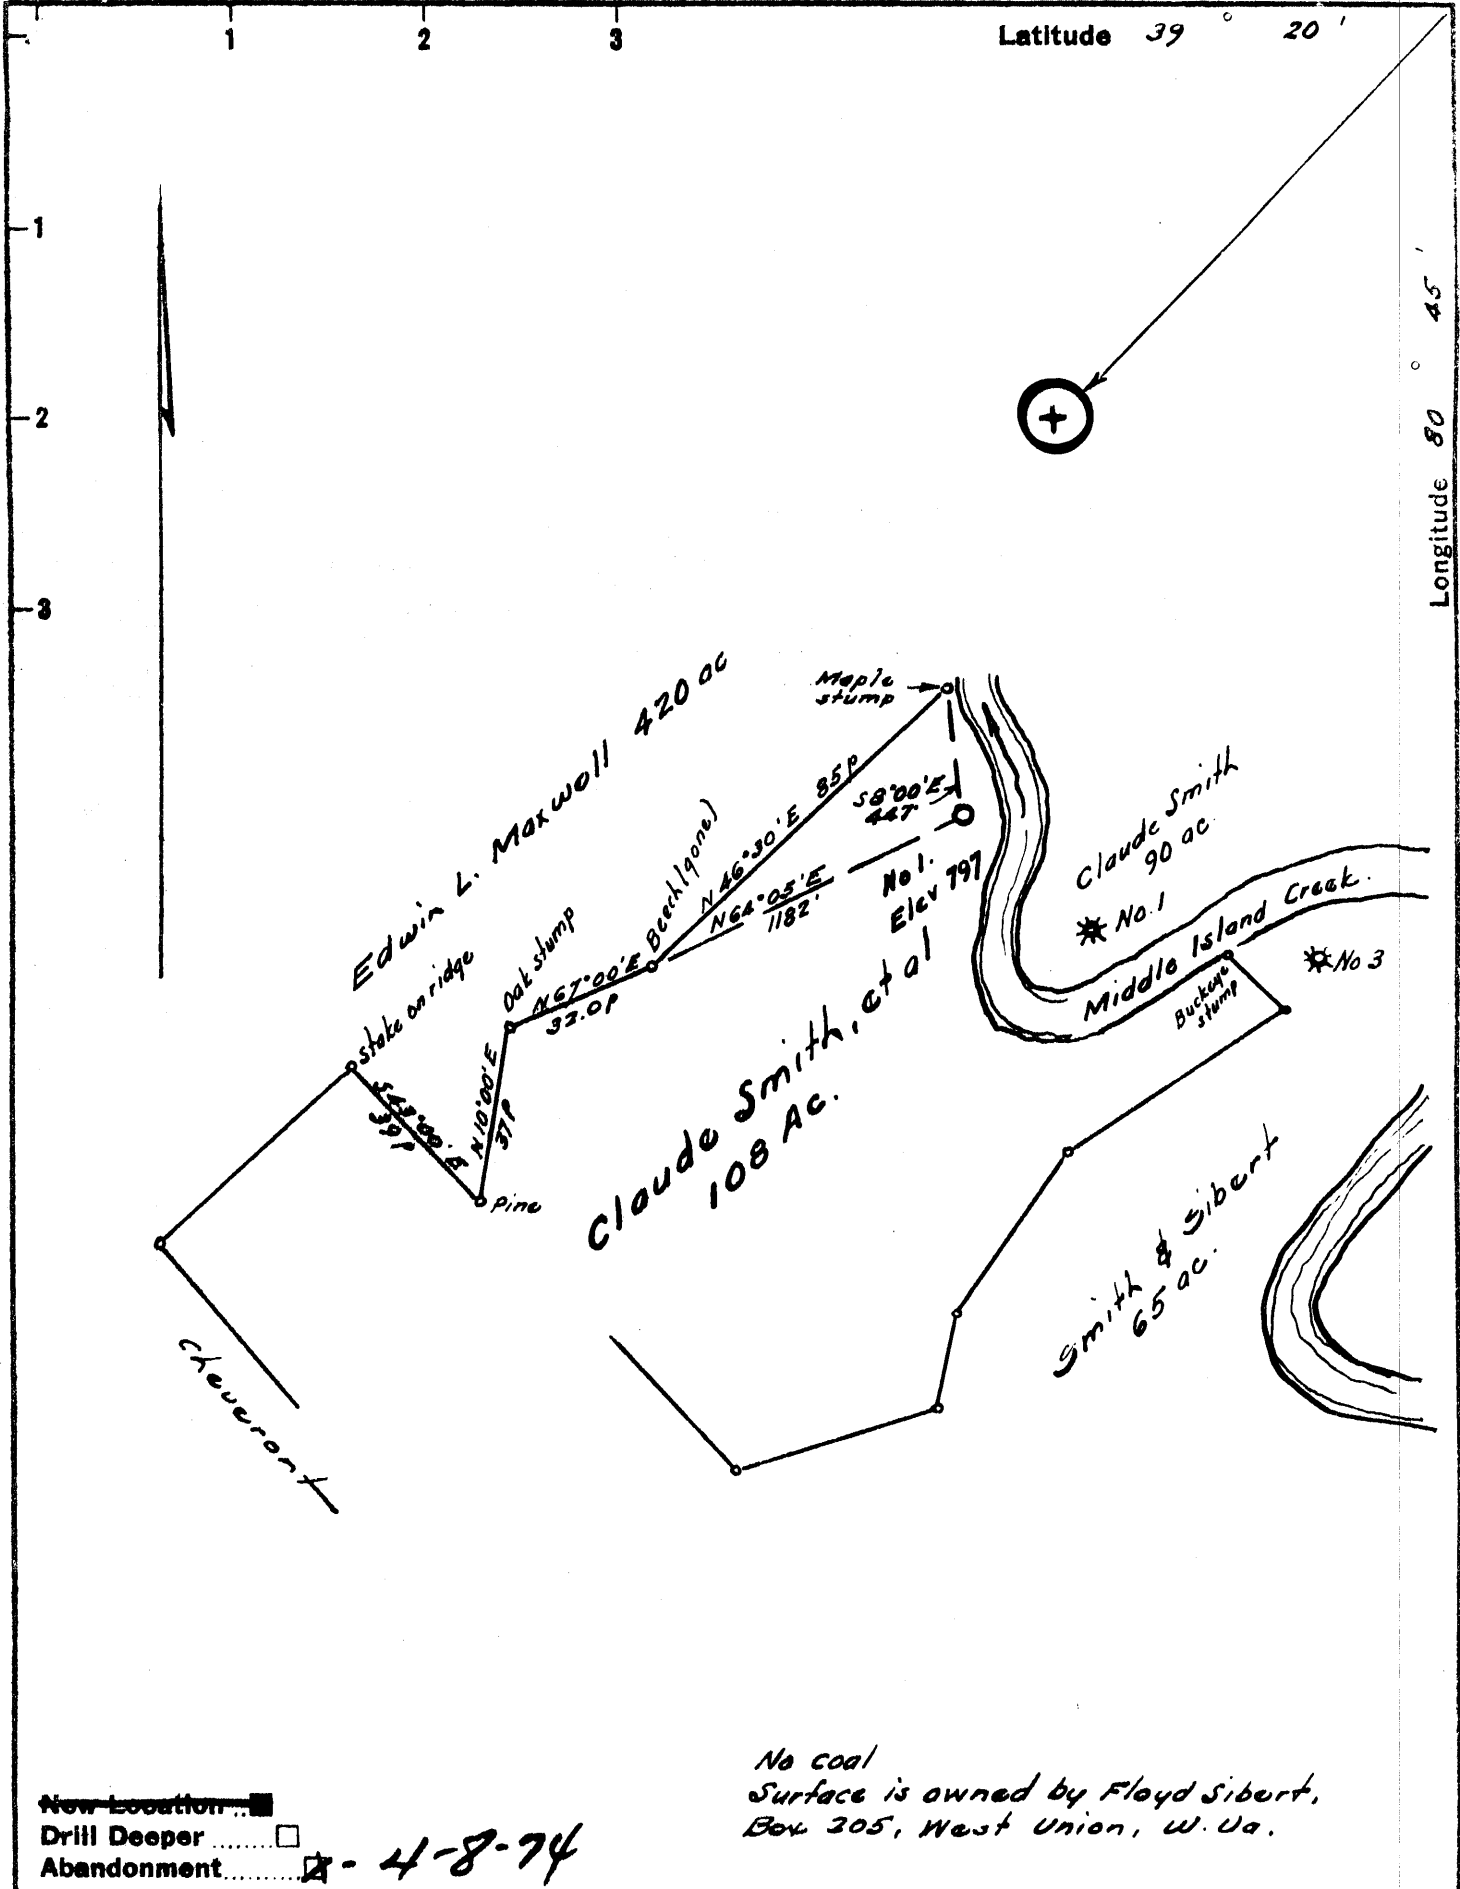 1 2 3 Latitude 39 ° 20 '
1
2
3
Longitude 80 ° 45 '
Edwin L. Maxwell 420 ac
Maple
stump
S8°00'E
447'
85P
N46°30'E
N64°05'E
1182'
No 1.
Elev 797
Claude Smith
90 ac.
No. 1
Middle Island Creek.
No 3
Buckeye
stump
Beech (gone)
Oak stump
N67°00'E
32.0P
stake on ridge
S43°00'E
39P
N10°00'E
37P
Pine
Claude Smith, et al
108 Ac.
Smith & Sibert
65 ac.
Cheveront
No coal
Surface is owned by Floyd Sibert,
Box 205, West Union, W. Va.
New Location ..
Drill Deeper .......
Abandonment .......... X - 4-8-74